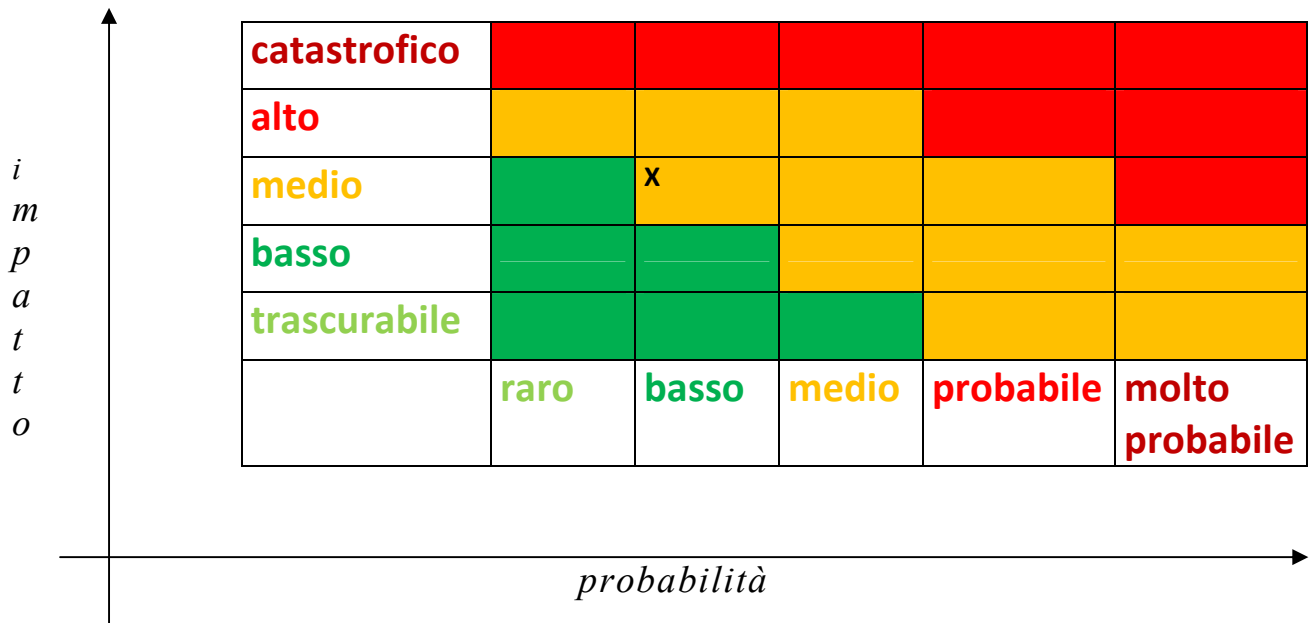 i
m
p
a
t
t
o
catastrofico
alto
medio X
basso
trascurabile
raro basso medio probabile molto
probabile
probabilità